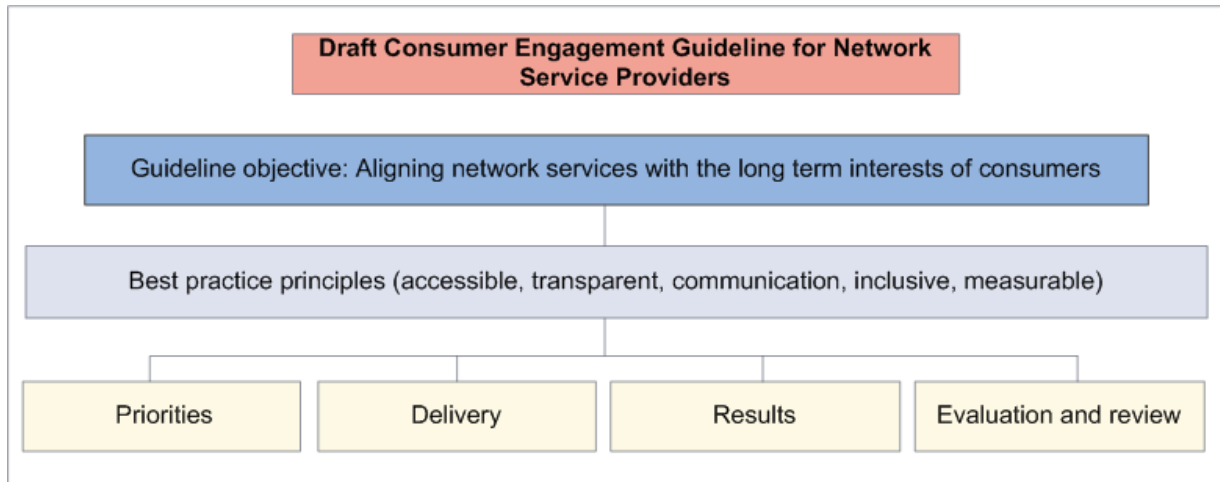 Draft Consumer Engagement Guideline for Network
Service Providers
Guideline objective: Aligning network services with the long term interests of consumers
Best practice principles (accessible, transparent, communication, inclusive, measurable)
Priorities
Delivery
Results
Evaluation and review